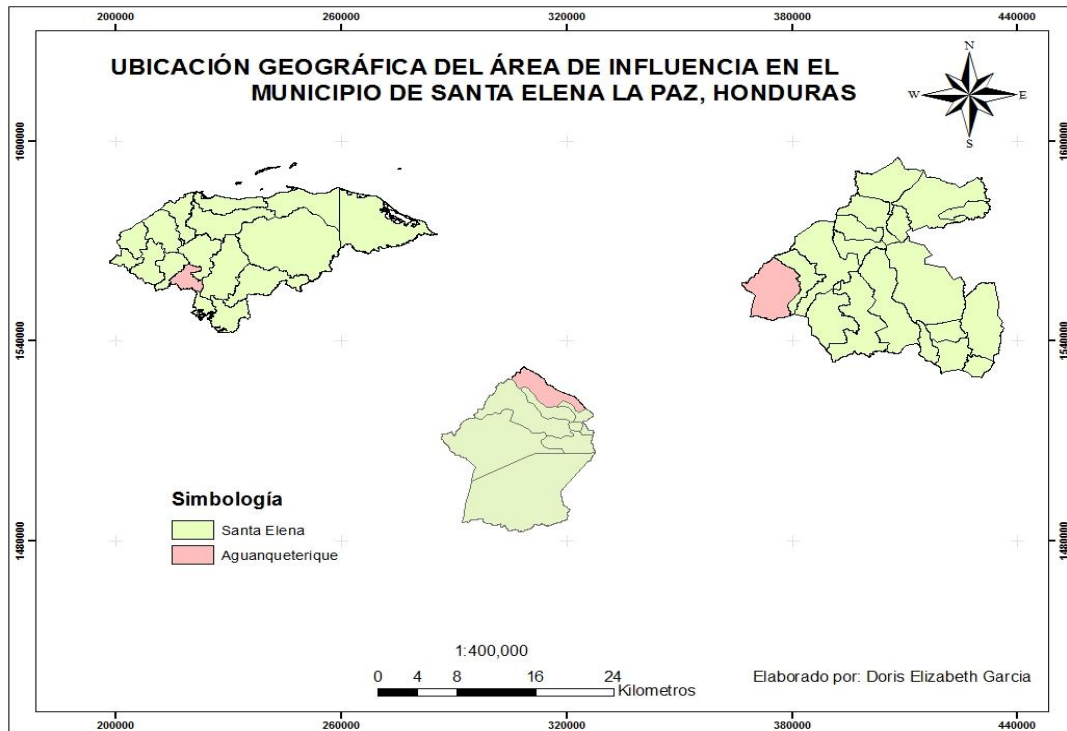 200000 260000 320000 380000 440000
UBICACIÓN GEOGRÁFICA DEL ÁREA DE INFLUENCIA EN EL
MUNICIPIO DE SANTA ELENA LA PAZ, HONDURAS
N
W E
S
1600000 1600000
1540000 1540000
Simbología
Santa Elena
Aguanqueterique
1480000 1480000
1:400,000
0 4 8 16 24
Kilometros
Elaborado por: Doris Elizabeth Garcia
200000 260000 320000 380000 440000